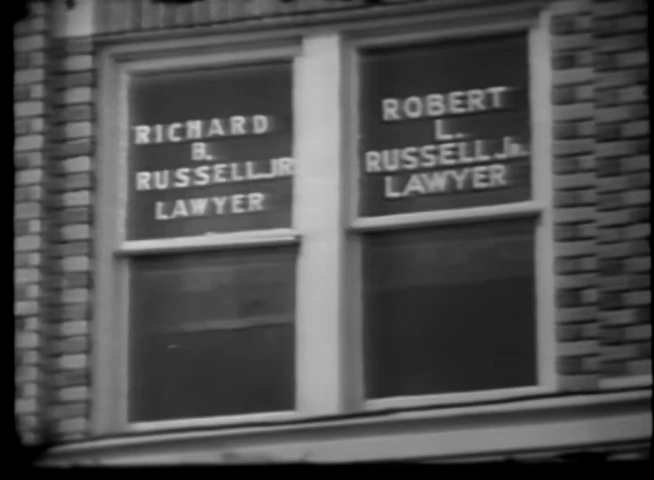 RICHARD
B.
RUSSELL JR
LAWYER
ROBERT
L.
RUSSELL Jr.
LAWYER